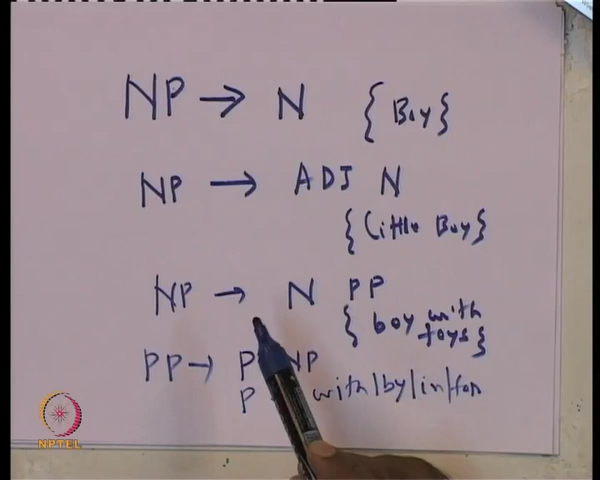 NP → N { Boy }
NP → ADJ N
{ Little Boy }
NP → N PP
{ boy with
toys }
PP → P NP
P with/by/in/for
NPTEL